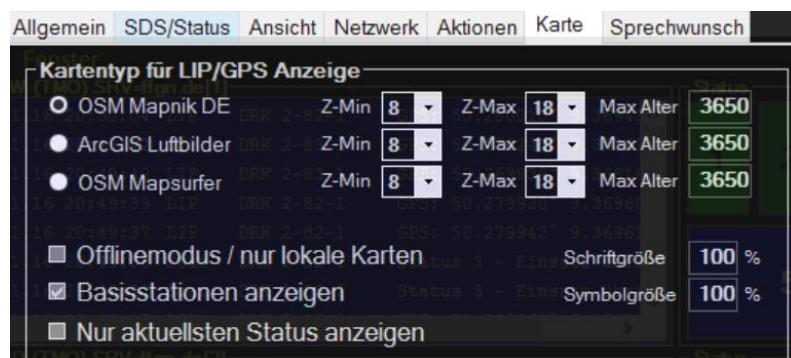 Allgemein SDS/Status Ansicht Netzwerk Aktionen Karte Sprechwunsch
Kartentyp für LIP/GPS Anzeige
OSM Mapnik DE Z-Min 8 Z-Max 18 Max Alter 3650
ArcGIS Luftbilder Z-Min 8 Z-Max 18 Max Alter 3650
OSM Mapsurfer Z-Min 8 Z-Max 18 Max Alter 3650
Offlinemodus / nur lokale Karten Schriftgröße 100 %
Basisstationen anzeigen Symbolgröße 100 %
Nur aktuellsten Status anzeigen